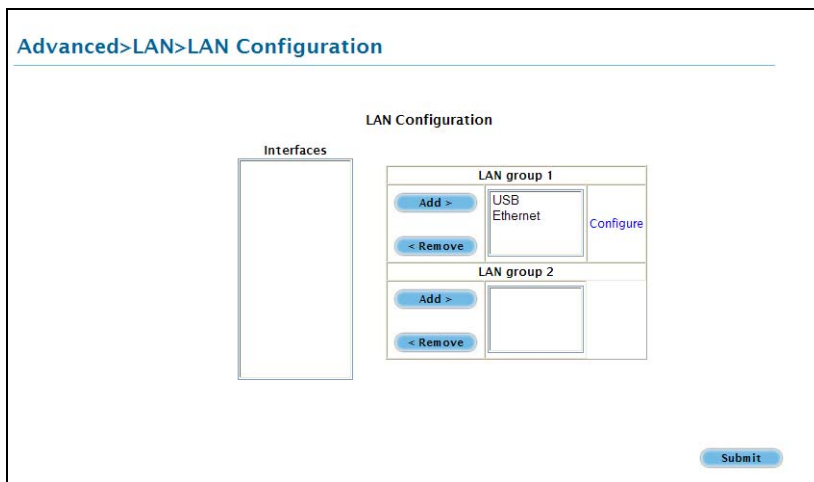 Advanced>LAN>LAN Configuration
LAN Configuration
Interfaces
LAN group 1
Add >
USB
Ethernet
Configure
< Remove
LAN group 2
Add >
< Remove
Submit